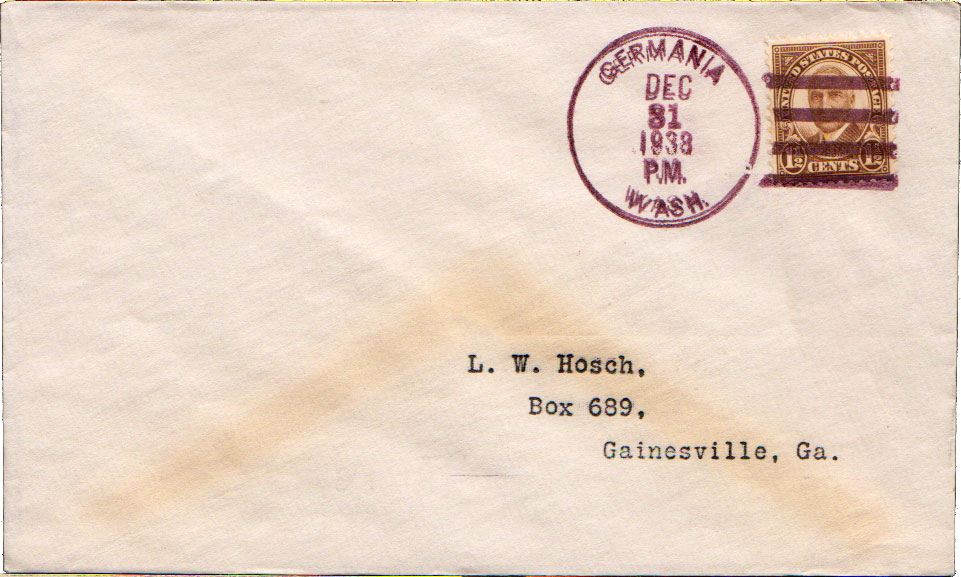 GERMANIA
DEC
31
1938
P.M.
WASH.
UNITED STATES POSTAGE
1½ CENTS 1½
L. W. Hosch,
Box 689,
Gainesville, Ga.